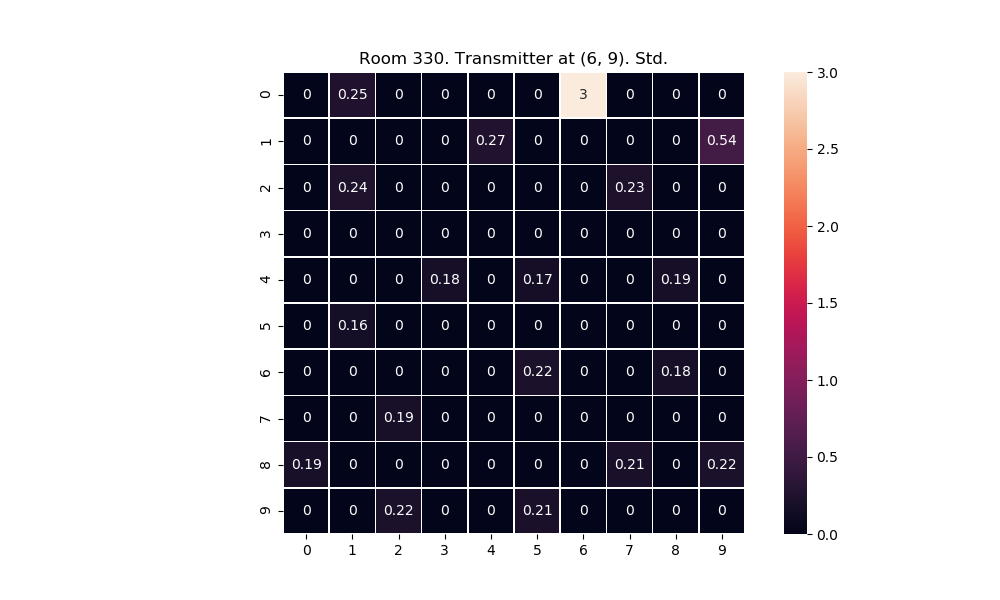 Room 330. Transmitter at (6, 9). Std.
0 0 0.25 0 0 0 0 3 0 0 0
1 0 0 0 0 0.27 0 0 0 0 0.54
2 0 0.24 0 0 0 0 0 0.23 0 0
3 0 0 0 0 0 0 0 0 0 0
4 0 0 0 0.18 0 0.17 0 0 0.19 0
5 0 0.16 0 0 0 0 0 0 0 0
6 0 0 0 0 0 0.22 0 0 0.18 0
7 0 0 0.19 0 0 0 0 0 0 0
8 0.19 0 0 0 0 0 0 0.21 0 0.22
9 0 0 0.22 0 0 0.21 0 0 0 0
0 1 2 3 4 5 6 7 8 9
3.0
2.5
2.0
1.5
1.0
0.5
0.0